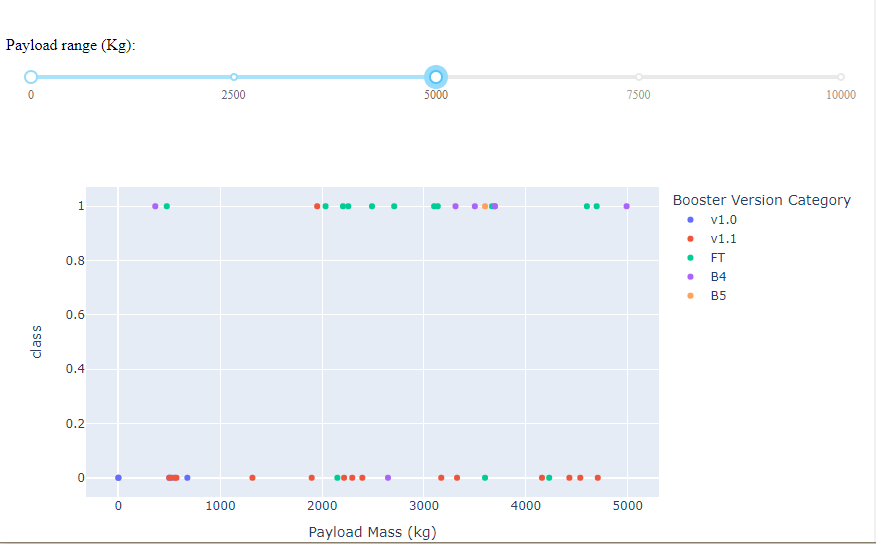 Payload range (Kg):
0 2500 5000 7500 10000
Booster Version Category
v1.0
v1.1
FT
B4
B5
1
0.8
0.6
0.4
0.2
0
class
0 1000 2000 3000 4000 5000
Payload Mass (kg)